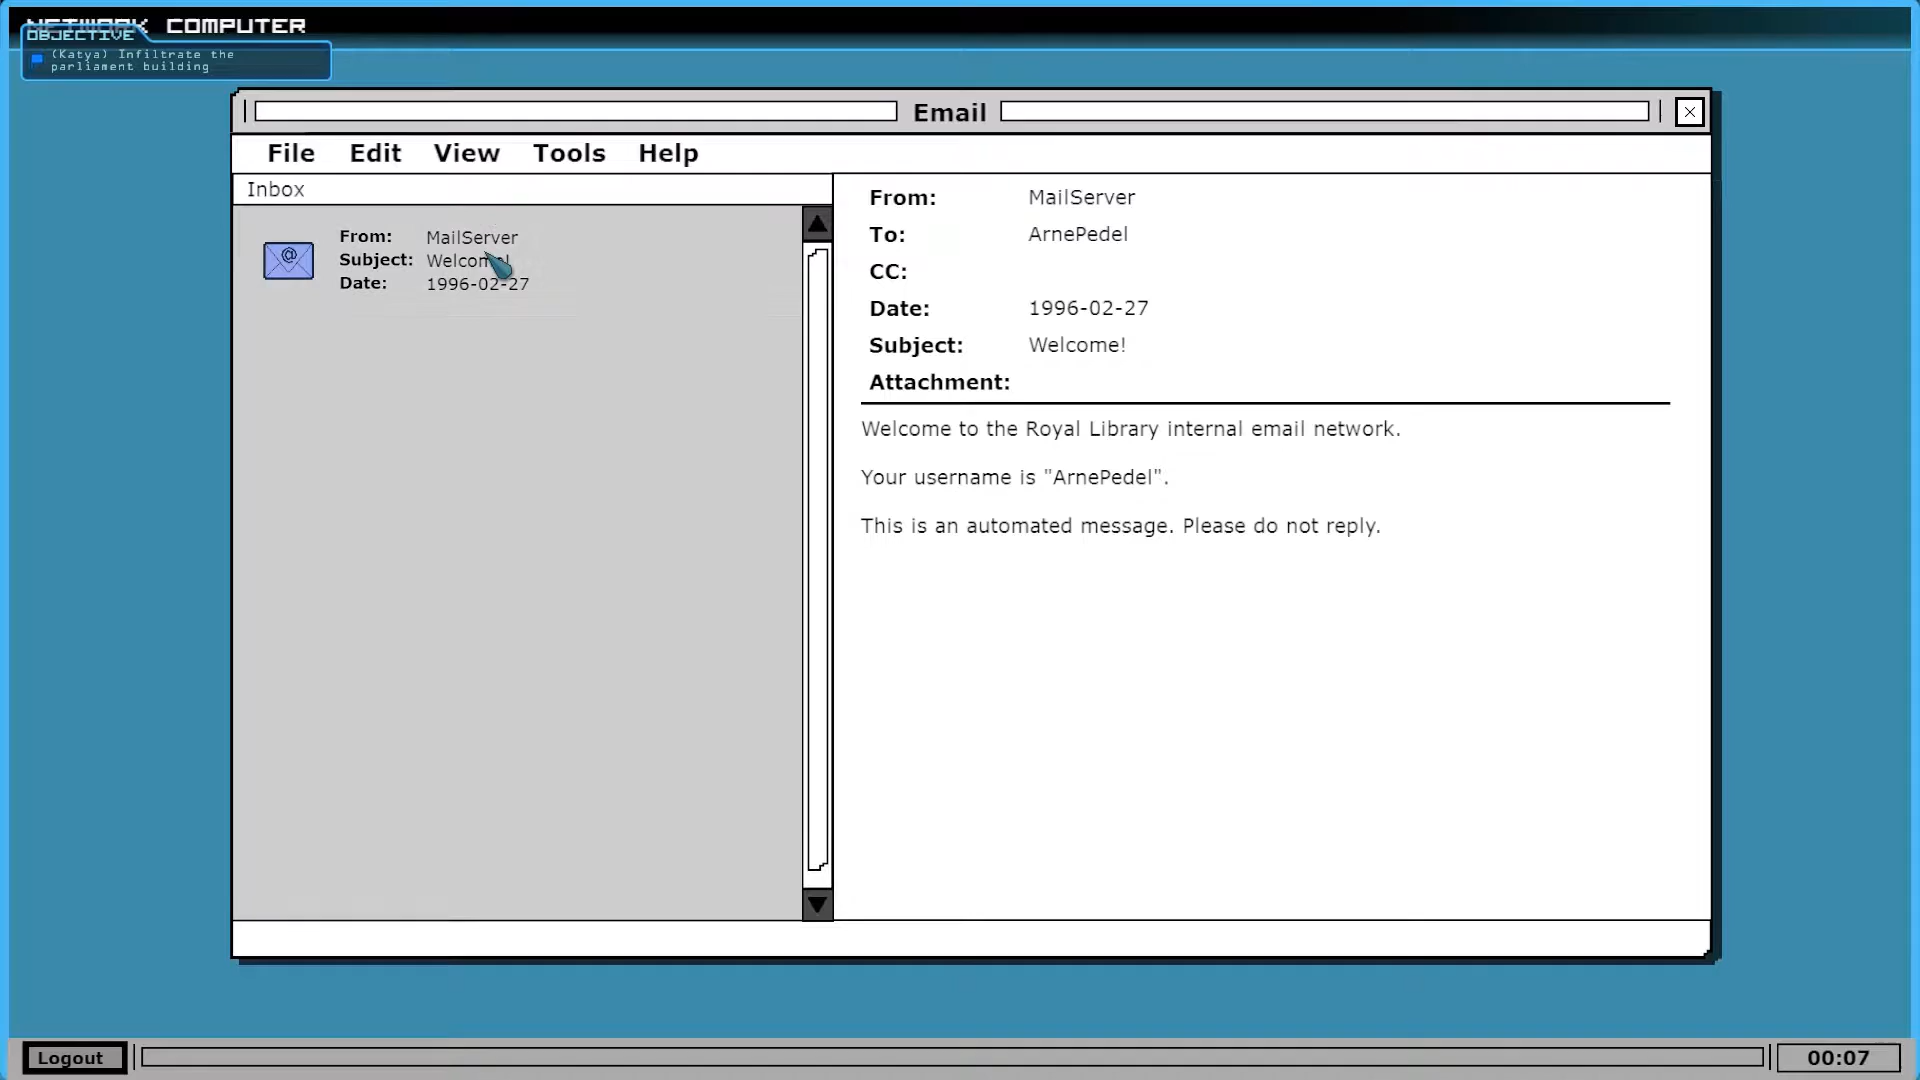 NETWORK COMPUTER
OBJECTIVE
(Katya) Infiltrate the
parliament building
Email
File Edit View Tools Help
Inbox
From: MailServer
Subject: Welcome!
Date: 1996-02-27
From: MailServer
To: ArnePedel
CC:
Date: 1996-02-27
Subject: Welcome!
Attachment:
Welcome to the Royal Library internal email network.
Your username is "ArnePedel".
This is an automated message. Please do not reply.
Logout
00:07